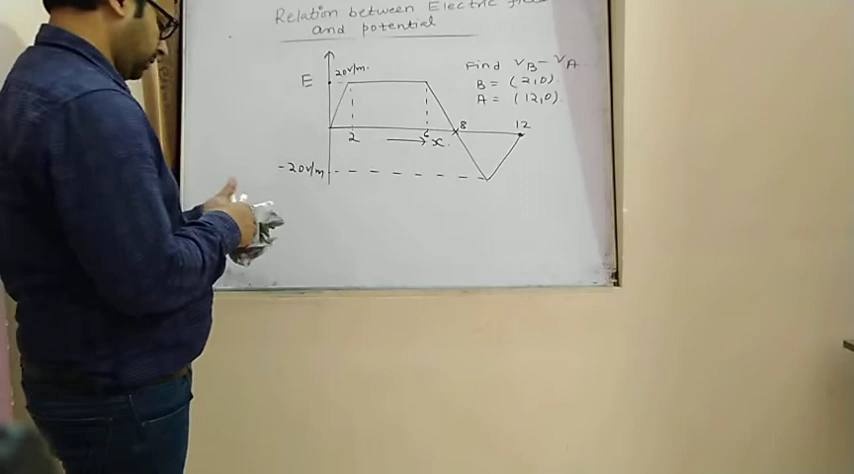 Relation between Electric
and potential
E
20V/m.
Find VB - VA
B = (2,0).
A = (12,0).
2
6
x.
8
12
-20V/m